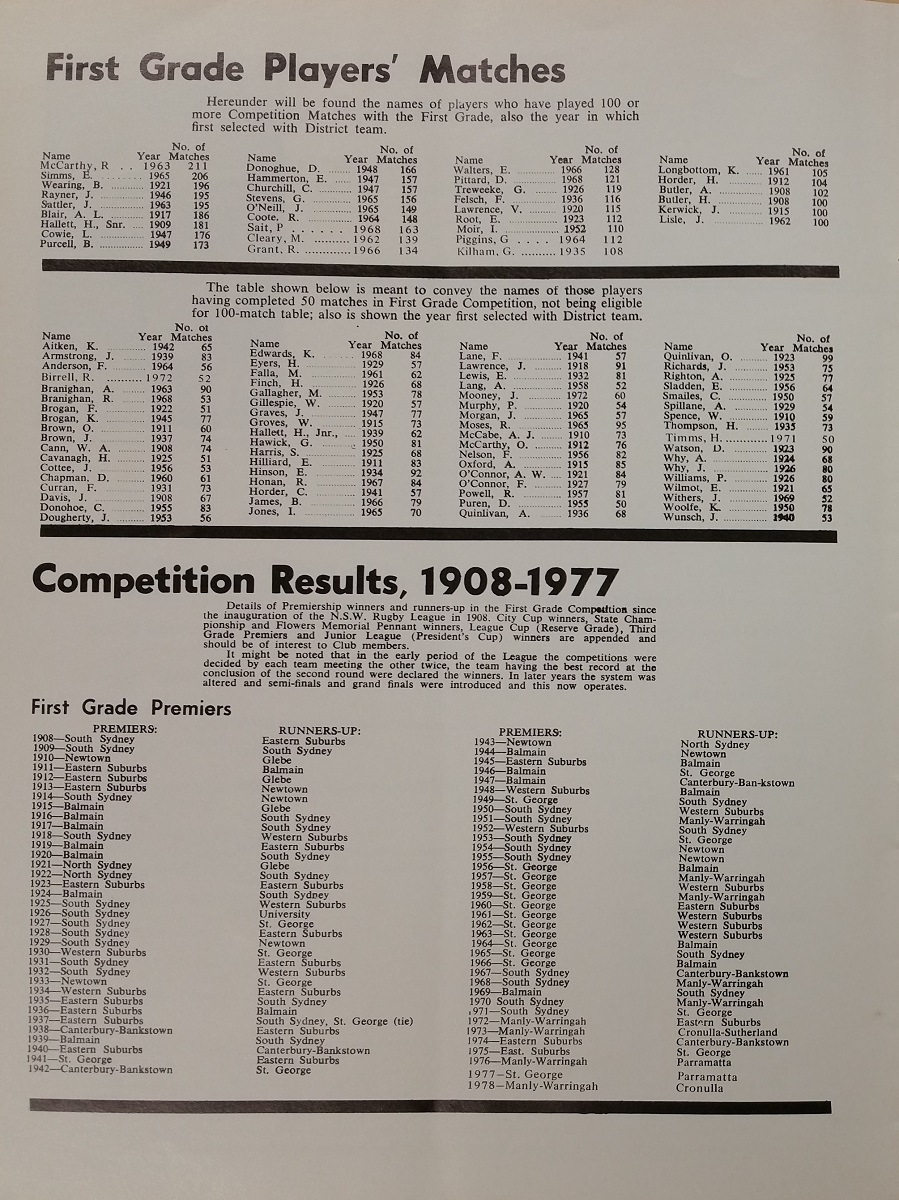 First Grade Players' Matches
Hereunder will be found the names of players who have played 100 or
more Competition Matches with the First Grade, also the year in which
first selected with District team.
No. of
Name Year Matches
McCarthy, R . . 1963 211
Simms, E. ........ 1965 206
Wearing, B. ........ 1921 196
Rayner, J. ........ 1946 195
Sattler, J. ........ 1963 195
Blair, A. L. ........ 1917 186
Hallett, H., Snr. .... 1909 181
Cowie, L. ........ 1947 176
Purcell, B. ........ 1949 173
No. of
Name Year Matches
Donoghue, D. ........ 1948 166
Hammerton, E. ........ 1947 157
Churchill, C. ........ 1947 157
Stevens, G. ........ 1965 156
O'Neill, J. ........ 1965 149
Coote, R. ........ 1964 148
Sait, P . . . . . . 1968 163
Cleary, M. .......... 1962 139
Grant, R. ............ 1966 134
No. of
Name Year Matches
Walters, E. ........ 1966 128
Pittard, D. ........ 1968 121
Treweeke, G. ........ 1926 119
Felsch, F. ........ 1936 116
Lawrence, V. ........ 1920 115
Root, E. ........ 1923 112
Moir, I. ........ 1952 110
Piggins, G . . . . 1964 112
Kilham, G. .......... 1935 108
No. of
Name Year Matches
Longbottom, K. .... 1961 105
Horder, H. ........ 1912 104
Butler, A. ........ 1908 102
Butler, H. ........ 1908 100
Kerwick, J. ........ 1915 100
Lisle, J. ........ 1962 100
The table shown below is meant to convey the names of those players
having completed 50 matches in First Grade Competition, not being eligible
for 100-match table; also is shown the year first selected with District team.
No. of
Name Year Matches
Aitken, K. ........ 1942 65
Armstrong, J. ........ 1939 83
Anderson, F. ........ 1964 56
Birrell, R. .......... 1972 52
Branighan, A. ........ 1963 90
Branighan, R. ........ 1968 53
Brogan, F. ........ 1922 51
Brogan, K. ........ 1945 77
Brown, O. ........ 1911 60
Brown, J. ........ 1937 74
Cann, W. A. ........ 1908 74
Cavanagh, H. ........ 1925 51
Cottee, J. ........ 1956 53
Chapman, D. ........ 1960 61
Curran, F. ........ 1931 73
Davis, J. ........ 1908 67
Donohoe, C. ........ 1955 83
Dougherty, J. ........ 1953 56
No. of
Name Year Matches
Edwards, K. ........ 1968 84
Eyers, H. ........ 1929 57
Falla, M. ........ 1961 62
Finch, H. ........ 1926 68
Gallagher, M. ........ 1953 78
Gillespie, W. ........ 1920 57
Graves, J. ........ 1947 77
Groves, W. ........ 1915 73
Hallett, H., Jnr., .... 1939 62
Hawick, G. ........ 1950 81
Harris, S. ........ 1925 68
Hilliard, E. ........ 1911 83
Hinson, E. ........ 1934 92
Honan, R. ........ 1967 84
Horder, C. ........ 1941 57
James, B. ........ 1966 79
Jones, I. ........ 1965 70
No. of
Name Year Matches
Lane, F. ........ 1941 57
Lawrence, J. ........ 1918 91
Lewis, E. ........ 1932 81
Lang, A. ........ 1958 52
Mooney, J. ........ 1972 60
Murphy, P. ........ 1920 54
Morgan, J. ........ 1965 57
Moses, R. ........ 1965 95
McCabe, A. J. ........ 1910 73
McCarthy, O. ........ 1912 76
Nelson, F. ........ 1956 82
Oxford, A. ........ 1915 85
O'Connor, A. W. .... 1921 84
O'Connor, F. ........ 1927 79
Powell, R. ........ 1957 81
Puren, D. ........ 1955 50
Quinlivan, A. ........ 1936 68
No. of
Name Year Matches
Quinlivan, O. ........ 1923 99
Richards, J. ........ 1953 75
Righton, A. ........ 1925 77
Sladden, E. ........ 1956 64
Smailes, C. ........ 1950 57
Spillane, A. ........ 1929 54
Spence, W. ........ 1910 59
Thompson, H. ........ 1935 73
Timms, H. ............ 1971 50
Watson, D. ........ 1923 90
Why, A. ........ 1924 68
Why, J. ........ 1926 80
Williams, P. ........ 1926 80
Wilmot, E. ........ 1921 65
Withers, J. ........ 1969 52
Woolfe, K. ........ 1950 78
Wunsch, J. ........ 1940 53
Competition Results, 1908-1977
Details of Premiership winners and runners-up in the First Grade Competition since
the inauguration of the N.S.W. Rugby League in 1908. City Cup winners, State Cham-
pionship and Flowers Memorial Pennant winners, League Cup (Reserve Grade), Third
Grade Premiers and Junior League (President's Cup) winners are appended and
should be of interest to Club members.
It might be noted that in the early period of the League the competitions were
decided by each team meeting the other twice, the team having the best record at the
conclusion of the second round were declared the winners. In later years the system was
altered and semi-finals and grand finals were introduced and this now operates.
First Grade Premiers
PREMIERS: RUNNERS-UP:
1908—South Sydney Eastern Suburbs
1909—South Sydney South Sydney
1910—Newtown Glebe
1911—Eastern Suburbs Balmain
1912—Eastern Suburbs Glebe
1913—Eastern Suburbs Newtown
1914—South Sydney Newtown
1915—Balmain Glebe
1916—Balmain South Sydney
1917—Balmain South Sydney
1918—South Sydney Western Suburbs
1919—Balmain Eastern Suburbs
1920—Balmain South Sydney
1921—North Sydney Glebe
1922—North Sydney South Sydney
1923—Eastern Suburbs Eastern Suburbs
1924—Balmain South Sydney
1925—South Sydney Western Suburbs
1926—South Sydney University
1927—South Sydney St. George
1928—South Sydney Eastern Suburbs
1929—South Sydney Newtown
1930—Western Suburbs St. George
1931—South Sydney Eastern Suburbs
1932—South Sydney Western Suburbs
1933—Newtown St. George
1934—Western Suburbs Eastern Suburbs
1935—Eastern Suburbs South Sydney
1936—Eastern Suburbs Balmain
1937—Eastern Suburbs South Sydney, St. George (tie)
1938—Canterbury-Bankstown Eastern Suburbs
1939—Balmain South Sydney
1940—Eastern Suburbs Canterbury-Bankstown
1941—St. George Eastern Suburbs
1942—Canterbury-Bankstown St. George
PREMIERS: RUNNERS-UP:
1943—Newtown North Sydney
1944—Balmain Newtown
1945—Eastern Suburbs Balmain
1946—Balmain St. George
1947—Balmain Canterbury-Ban-kstown
1948—Western Suburbs Balmain
1949—St. George South Sydney
1950—South Sydney Western Suburbs
1951—South Sydney Manly-Warringah
1952—Western Suburbs South Sydney
1953—South Sydney St. George
1954—South Sydney Newtown
1955—South Sydney Newtown
1956—St. George Balmain
1957—St. George Manly-Warringah
1958—St. George Western Suburbs
1959—St. George Manly-Warringah
1960—St. George Eastern Suburbs
1961—St. George Western Suburbs
1962—St. George Western Suburbs
1963—St. George Western Suburbs
1964—St. George Balmain
1965—St. George South Sydney
1966—St. George Balmain
1967—South Sydney Canterbury-Bankstown
1968—South Sydney Manly-Warringah
1969—Balmain South Sydney
1970 South Sydney Manly-Warringah
1971—South Sydney St. George
1972—Manly-Warringah Eastern Suburbs
1973—Manly-Warringah Cronulla-Sutherland
1974—Eastern Suburbs Canterbury-Bankstown
1975—East. Suburbs St. George
1976—Manly-Warringah Parramatta
1977—St. George Parramatta
1978—Manly-Warringah Cronulla